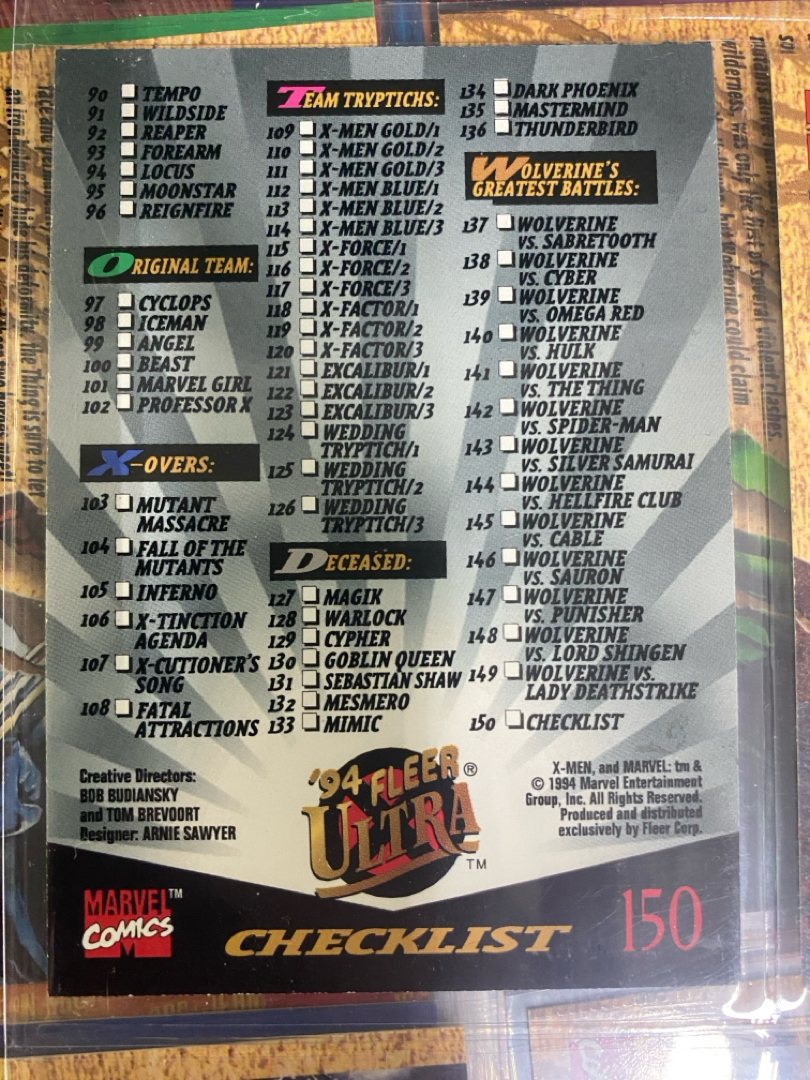 90 TEMPO
91 WILDSIDE
92 REAPER
93 FOREARM
94 LOCUS
95 MOONSTAR
96 REIGNFIRE
ORIGINAL TEAM:
97 CYCLOPS
98 ICEMAN
99 ANGEL
100 BEAST
101 MARVEL GIRL
102 PROFESSOR X
X-OVERS:
103 MUTANT
MASSACRE
104 FALL OF THE
MUTANTS
105 INFERNO
106 X-TINCTION
AGENDA
107 X-CUTIONER'S
SONG
108 FATAL
ATTRACTIONS
TEAM TRYPTICHS:
109 X-MEN GOLD/1
110 X-MEN GOLD/2
111 X-MEN GOLD/3
112 X-MEN BLUE/1
113 X-MEN BLUE/2
114 X-MEN BLUE/3
115 X-FORCE/1
116 X-FORCE/2
117 X-FORCE/3
118 X-FACTOR/1
119 X-FACTOR/2
120 X-FACTOR/3
121 EXCALIBUR/1
122 EXCALIBUR/2
123 EXCALIBUR/3
124 WEDDING
TRYPTICH/1
125 WEDDING
TRYPTICH/2
126 WEDDING
TRYPTICH/3
DECEASED:
127 MAGIK
128 WARLOCK
129 CYPHER
130 GOBLIN QUEEN
131 SEBASTIAN SHAW
132 MESMERO
133 MIMIC
134 DARK PHOENIX
135 MASTERMIND
136 THUNDERBIRD
WOLVERINE'S
GREATEST BATTLES:
137 WOLVERINE
VS. SABRETOOTH
138 WOLVERINE
VS. CYBER
139 WOLVERINE
VS. OMEGA RED
140 WOLVERINE
VS. HULK
141 WOLVERINE
VS. THE THING
142 WOLVERINE
VS. SPIDER-MAN
143 WOLVERINE
VS. SILVER SAMURAI
144 WOLVERINE
VS. HELLFIRE CLUB
145 WOLVERINE
VS. CABLE
146 WOLVERINE
VS. SAURON
147 WOLVERINE
VS. PUNISHER
148 WOLVERINE
VS. LORD SHINGEN
149 WOLVERINE VS.
LADY DEATHSTRIKE
150 CHECKLIST
Creative Directors:
BOB BUDIANSKY
and TOM BREVOORT
Designer: ARNIE SAWYER
'94 FLEER®
ULTRA™
X-MEN, and MARVEL: tm &
© 1994 Marvel Entertainment
Group, Inc. All Rights Reserved.
Produced and distributed
exclusively by Fleer Corp.
MARVEL™
COMICS
CHECKLIST
150